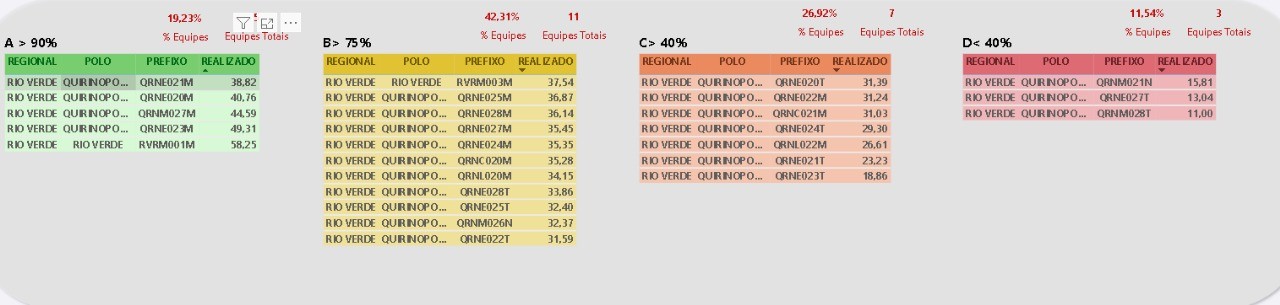 19,23%
% Equipes Equipes Totais
A > 90%
REGIONAL POLO PREFIXO REALIZADO
RIO VERDE QUIRINOPO... QRNE021M 38,82
RIO VERDE QUIRINOPO... QRNE020M 40,76
RIO VERDE QUIRINOPO... QRNM027M 44,59
RIO VERDE QUIRINOPO... QRNE023M 49,31
RIO VERDE RIO VERDE RVRM001M 58,25
42,31% 11
% Equipes Equipes Totais
B> 75%
REGIONAL POLO PREFIXO REALIZADO
RIO VERDE RIO VERDE RVRM003M 37,54
RIO VERDE QUIRINOPO... QRNE025M 36,87
RIO VERDE QUIRINOPO... QRNE028M 36,14
RIO VERDE QUIRINOPO... QRNE027M 35,45
RIO VERDE QUIRINOPO... QRNE024M 35,35
RIO VERDE QUIRINOPO... QRNC020M 35,28
RIO VERDE QUIRINOPO... QRNL020M 34,15
RIO VERDE QUIRINOPO... QRNE028T 33,86
RIO VERDE QUIRINOPO... QRNE025T 32,40
RIO VERDE QUIRINOPO... QRNM026N 32,37
RIO VERDE QUIRINOPO... QRNE022T 31,59
26,92% 7
% Equipes Equipes Totais
C> 40%
REGIONAL POLO PREFIXO REALIZADO
RIO VERDE QUIRINOPO... QRNE020T 31,39
RIO VERDE QUIRINOPO... QRNE022M 31,24
RIO VERDE QUIRINOPO... QRNC021M 31,03
RIO VERDE QUIRINOPO... QRNE024T 29,30
RIO VERDE QUIRINOPO... QRNL022M 26,61
RIO VERDE QUIRINOPO... QRNE021T 23,23
RIO VERDE QUIRINOPO... QRNE023T 18,86
11,54% 3
% Equipes Equipes Totais
D< 40%
REGIONAL POLO PREFIXO REALIZADO
RIO VERDE QUIRINOPO... QRNM021N 15,81
RIO VERDE QUIRINOPO... QRNE027T 13,04
RIO VERDE QUIRINOPO... QRNM028T 11,00